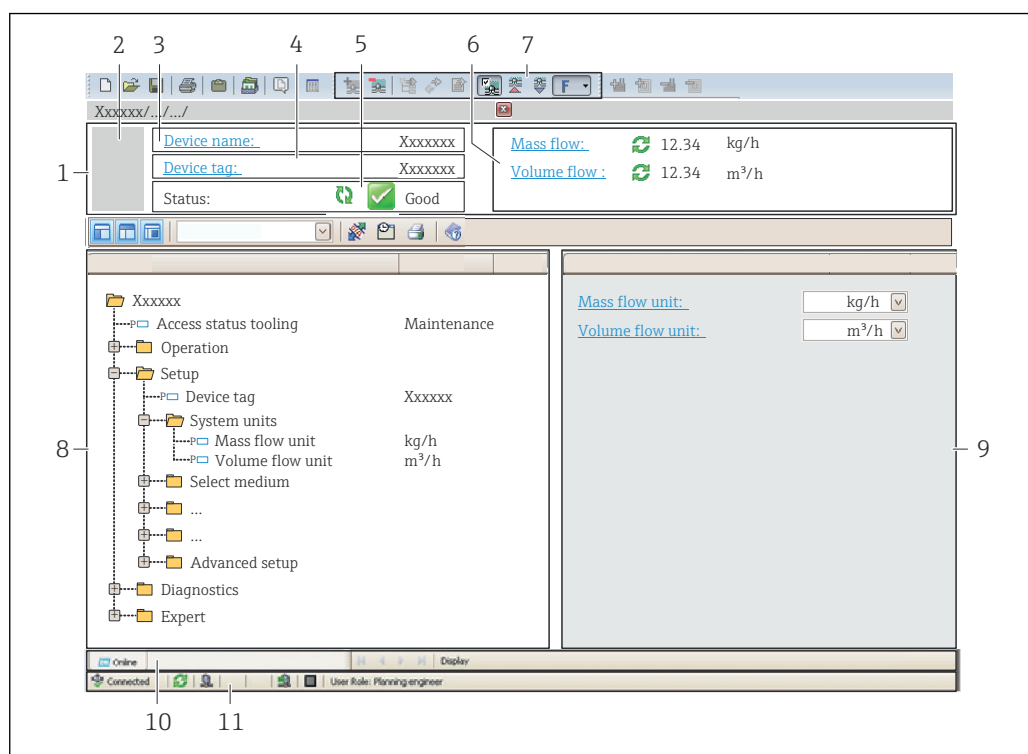 2 3 4 5 6 7
F
Xxxxxx/.../.../
1
Device name: Xxxxxxx
Device tag: Xxxxxxx
Status: Good
Mass flow: 12.34 kg/h
Volume flow : 12.34 m³/h
Xxxxxx
P Access status tooling Maintenance
Operation
Setup
P Device tag Xxxxxx
System units
P Mass flow unit kg/h
P Volume flow unit m³/h
Select medium
...
...
Advanced setup
Diagnostics
Expert
8
Mass flow unit: kg/h
Volume flow unit: m³/h
9
Online Display
Connected User Role: Planning engineer
10 11